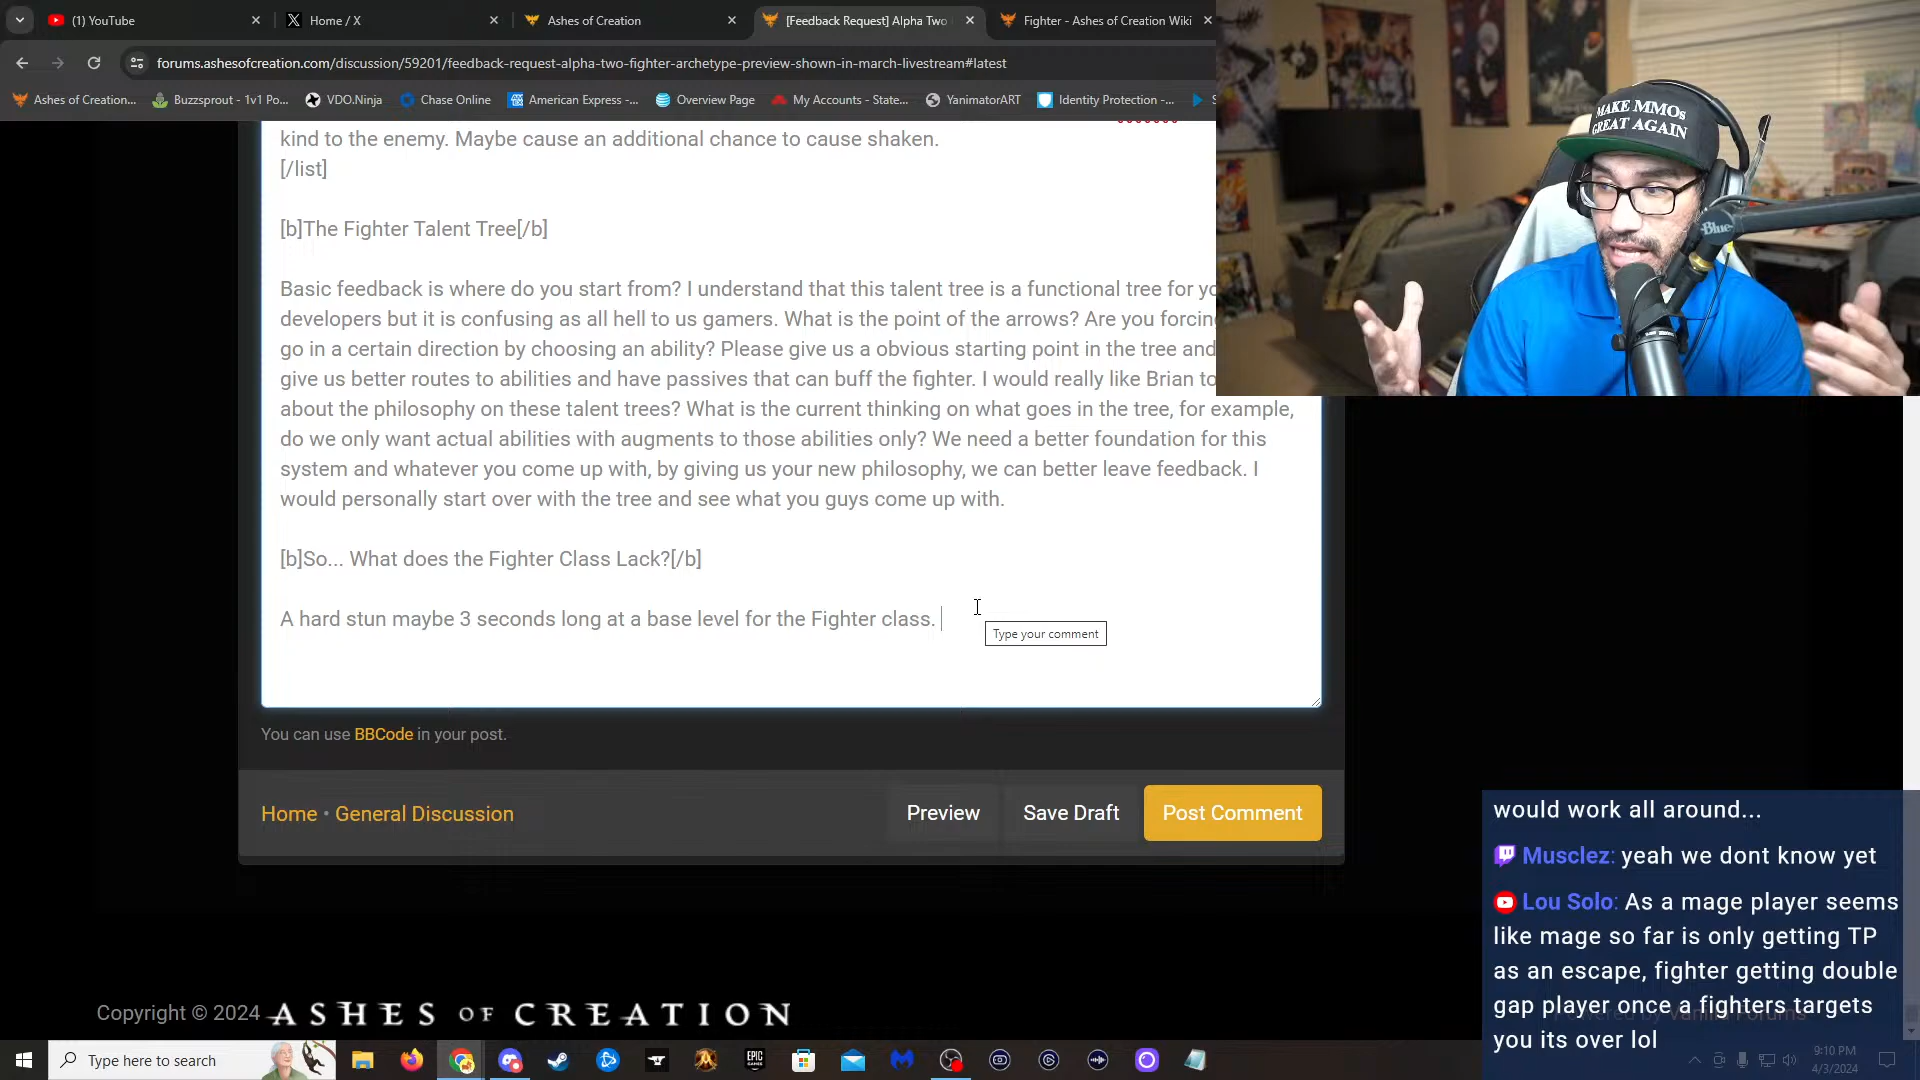 (1) YouTube
Home / X
Ashes of Creation
[Feedback Request] Alpha Two
Fighter - Ashes of Creation Wiki
forums.ashesofcreation.com/discussion/59201/feedback-request-alpha-two-fighter-archetype-preview-shown-in-march-livestream#latest
Ashes of Creation...
Buzzsprout - 1v1 Po...
VDO.Ninja
Chase Online
American Express -...
Overview Page
My Accounts - State...
YanimatorART
Identity Protection -...
S
MAKE MMOs
GREAT AGAIN
Blue
kind to the enemy. Maybe cause an additional chance to cause shaken.
[/list]
[b]The Fighter Talent Tree[/b]
Basic feedback is where do you start from? I understand that this talent tree is a functional tree for yo
developers but it is confusing as all hell to us gamers. What is the point of the arrows? Are you forcing
go in a certain direction by choosing an ability? Please give us a obvious starting point in the tree and
give us better routes to abilities and have passives that can buff the fighter. I would really like Brian to
about the philosophy on these talent trees? What is the current thinking on what goes in the tree, for example,
do we only want actual abilities with augments to those abilities only? We need a better foundation for this
system and whatever you come up with, by giving us your new philosophy, we can better leave feedback. I
would personally start over with the tree and see what you guys come up with.
[b]So... What does the Fighter Class Lack?[/b]
A hard stun maybe 3 seconds long at a base level for the Fighter class.
Type your comment
You can use BBCode in your post.
Home • General Discussion
Preview
Save Draft
Post Comment
would work all around...
Musclez: yeah we dont know yet
Lou Solo: As a mage player seems
like mage so far is only getting TP
as an escape, fighter getting double
gap player once a fighters targets
you its over lol
Copyright © 2024 ASHES OF CREATION
Type here to search
EPIC
GAMES
9:10 PM
4/3/2024